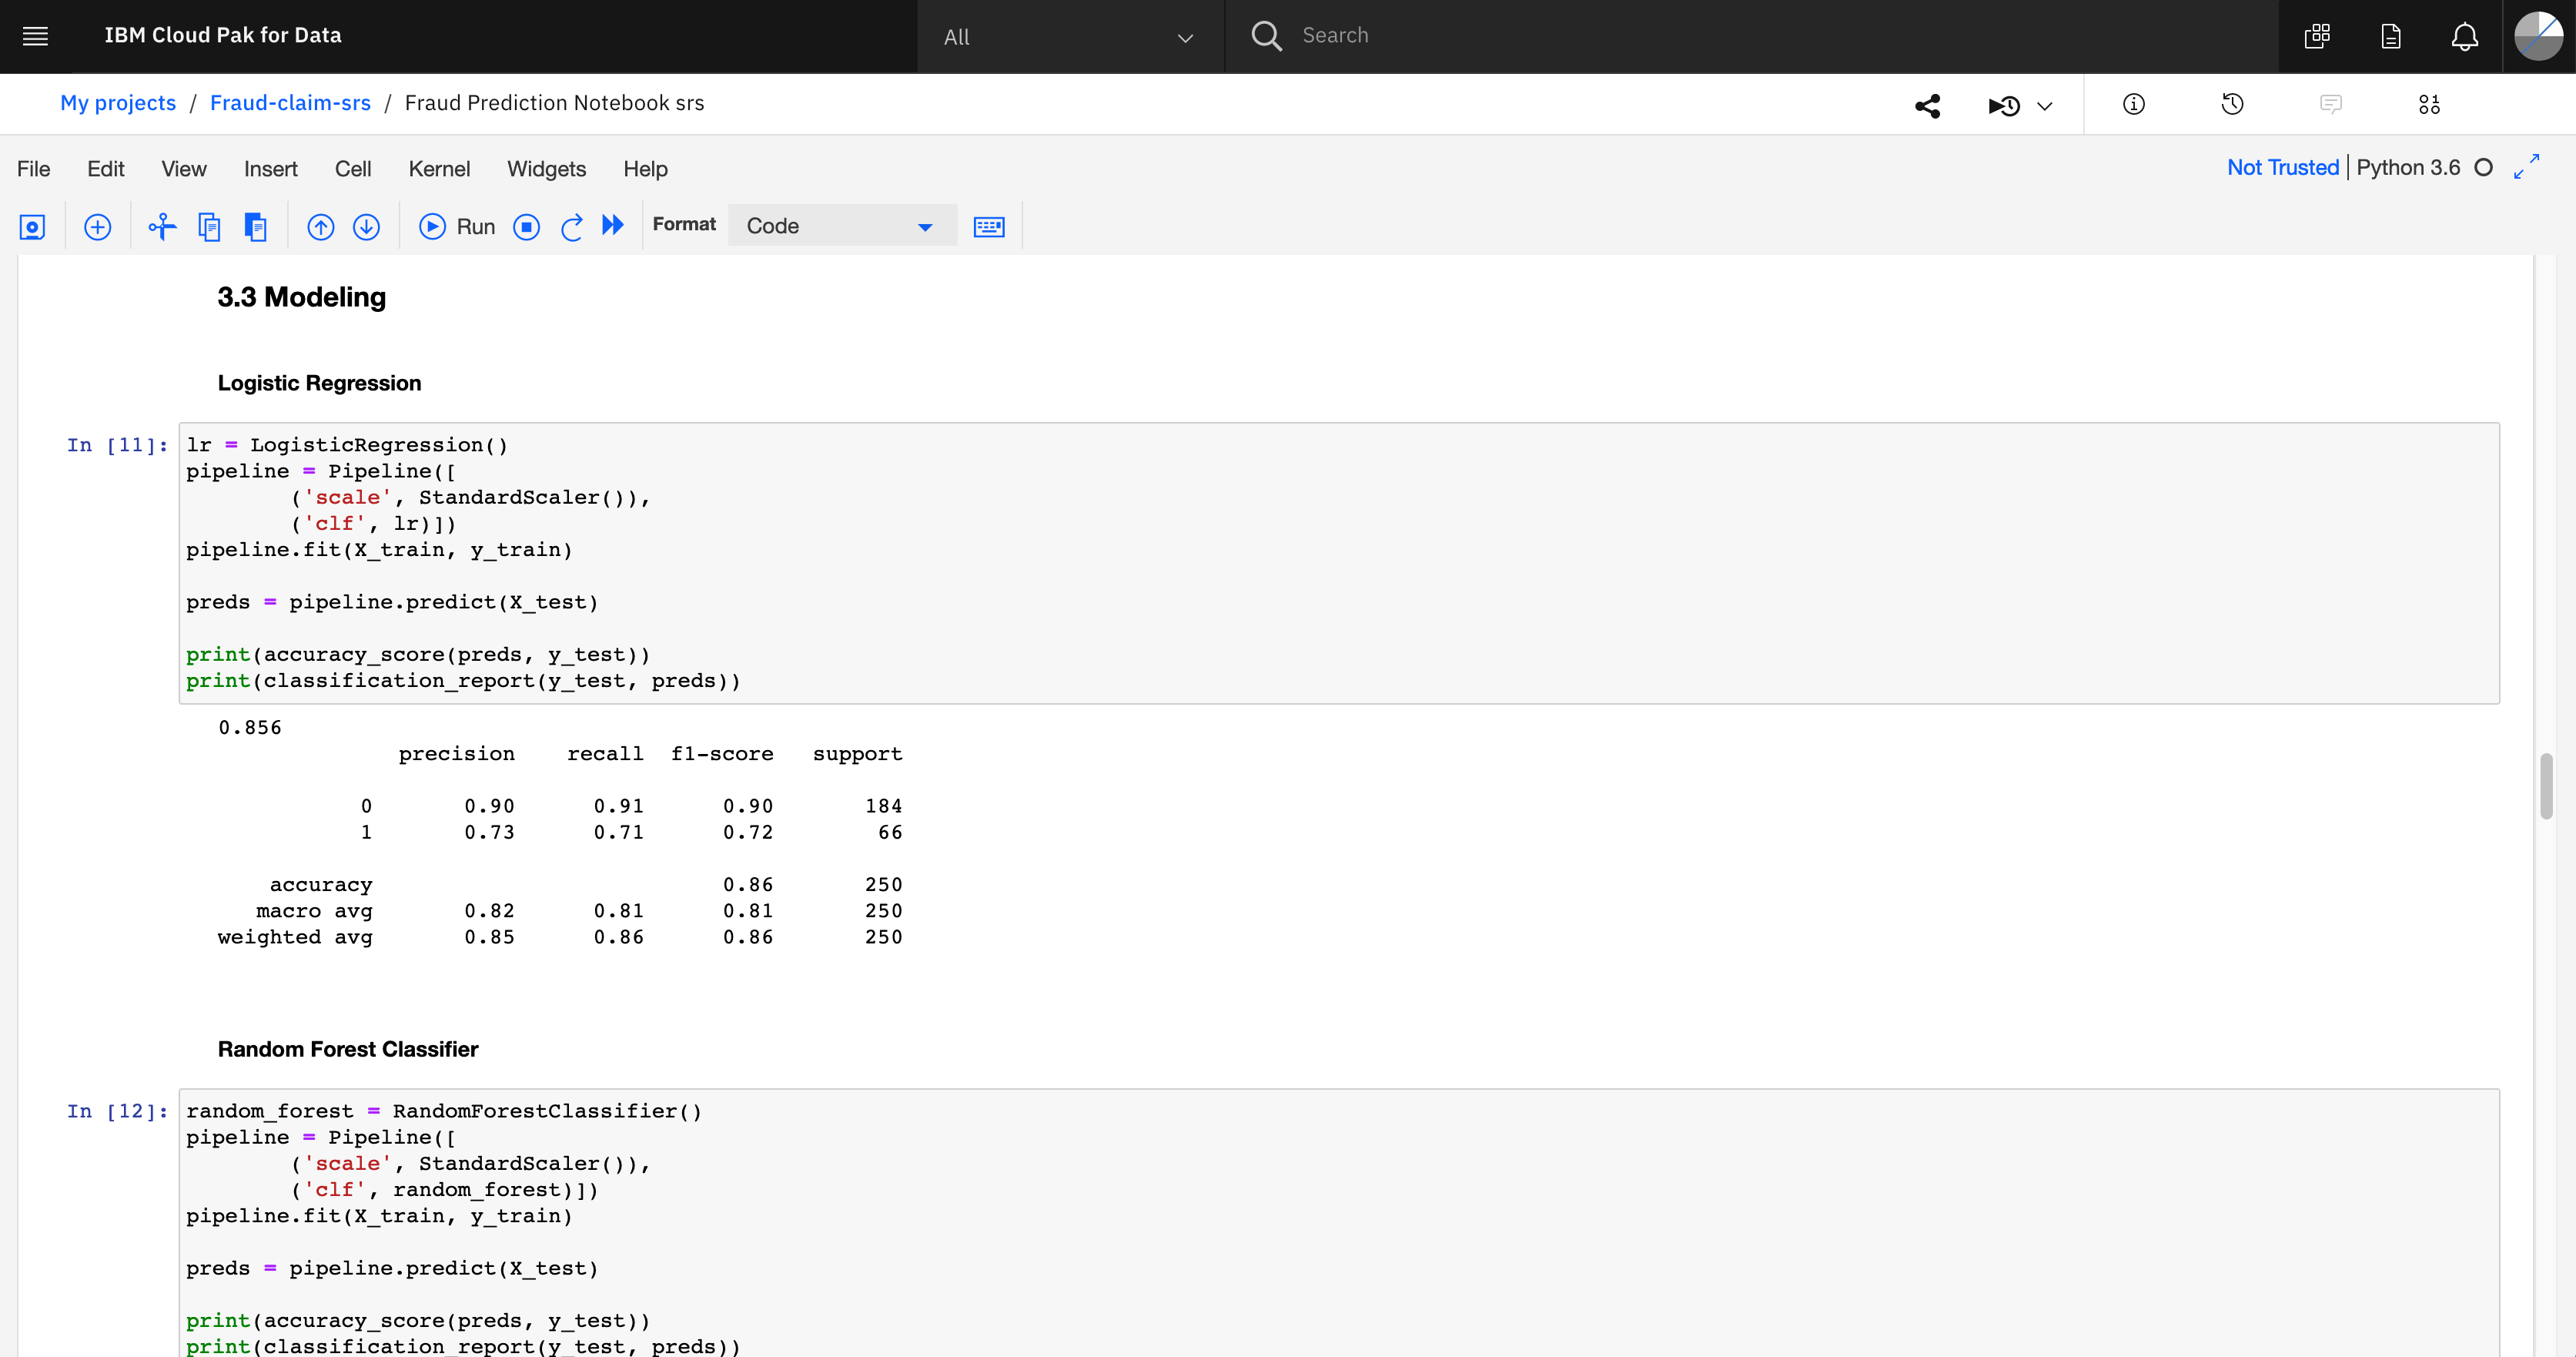 IBM Cloud Pak for Data
All
Search
My projects / Fraud-claim-srs / Fraud Prediction Notebook srs
File Edit View Insert Cell Kernel Widgets Help
Not Trusted | Python 3.6
Run
Format
Code
3.3 Modeling
Logistic Regression
In [11]:
lr = LogisticRegression()
pipeline = Pipeline([
        ('scale', StandardScaler()),
        ('clf', lr)])
pipeline.fit(X_train, y_train)
preds = pipeline.predict(X_test)
print(accuracy_score(preds, y_test))
print(classification_report(y_test, preds))
0.856
              precision    recall  f1-score   support
           0       0.90      0.91      0.90       184
           1       0.73      0.71      0.72        66
    accuracy                           0.86       250
   macro avg       0.82      0.81      0.81       250
weighted avg       0.85      0.86      0.86       250
Random Forest Classifier
In [12]:
random_forest = RandomForestClassifier()
pipeline = Pipeline([
        ('scale', StandardScaler()),
        ('clf', random_forest)])
pipeline.fit(X_train, y_train)
preds = pipeline.predict(X_test)
print(accuracy_score(preds, y_test))
print(classification_report(y_test, preds))